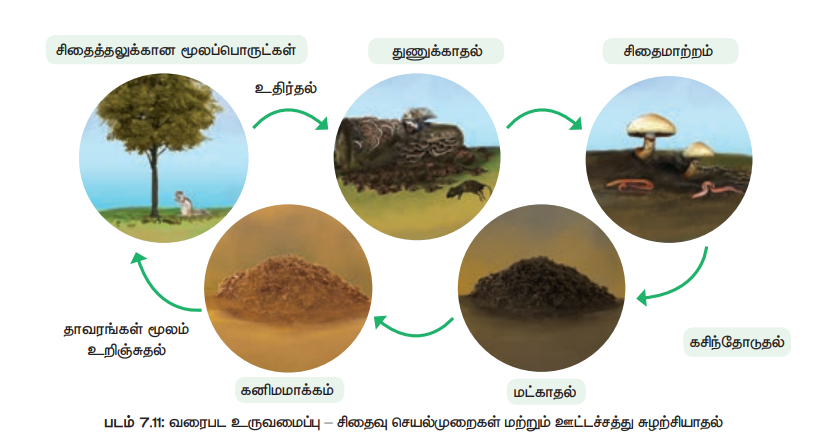 சிதைத்தலுக்கான மூலப்பொருட்கள்
துணுக்காதல்
சிதைமாற்றம்
உதிர்தல்
தாவரங்கள் மூலம்
உறிஞ்சுதல்
கசிந்தோடுதல்
கனிமமாக்கம்
மட்காதல்
படம் 7.11: வரைபட உருவமைப்பு – சிதைவு செயல்முறைகள் மற்றும் ஊட்டச்சத்து சுழற்சியாதல்